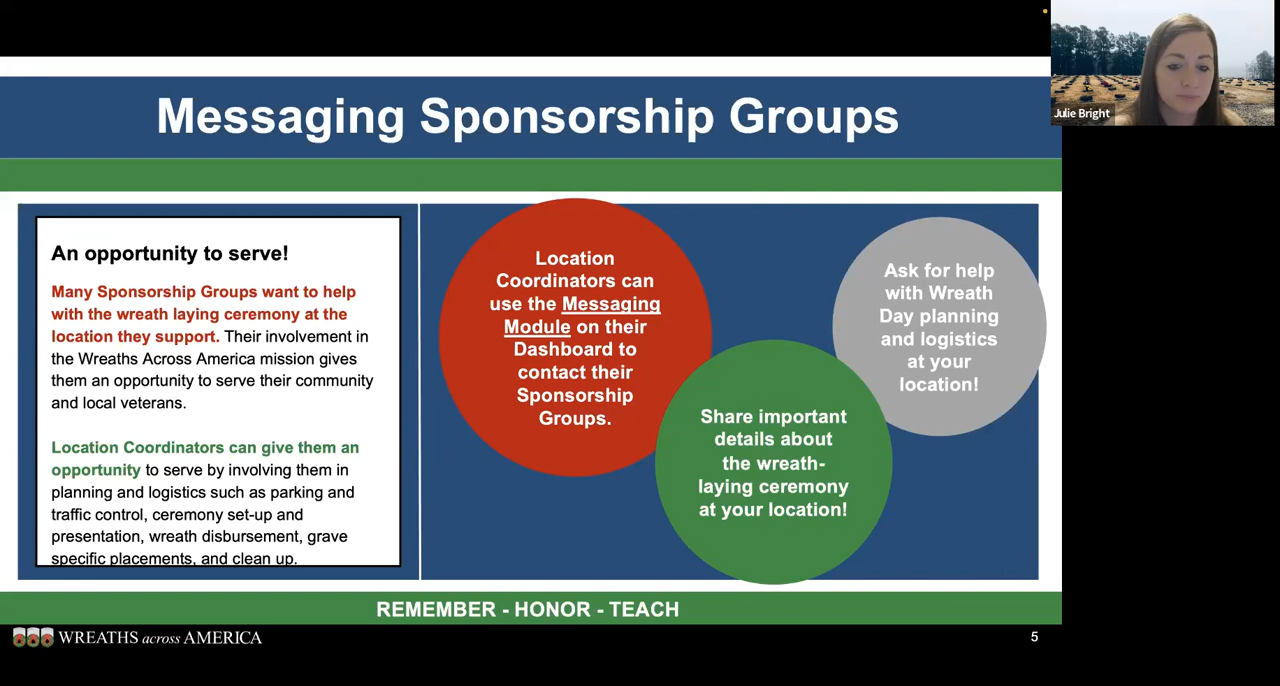 Messaging Sponsorship Groups
An opportunity to serve!
Many Sponsorship Groups want to help
with the wreath laying ceremony at the
location they support. Their involvement in
the Wreaths Across America mission gives
them an opportunity to serve their community
and local veterans.
Location Coordinators can give them an
opportunity to serve by involving them in
planning and logistics such as parking and
traffic control, ceremony set-up and
presentation, wreath disbursement, grave
specific placements, and clean up.
Location
Coordinators can
use the Messaging
Module on their
Dashboard to
contact their
Sponsorship
Groups.
Share important
details about
the wreath-
laying ceremony
at your location!
Ask for help
with Wreath
Day planning
and logistics
at your
location!
REMEMBER - HONOR - TEACH
WREATHS across AMERICA
5
Julie Bright